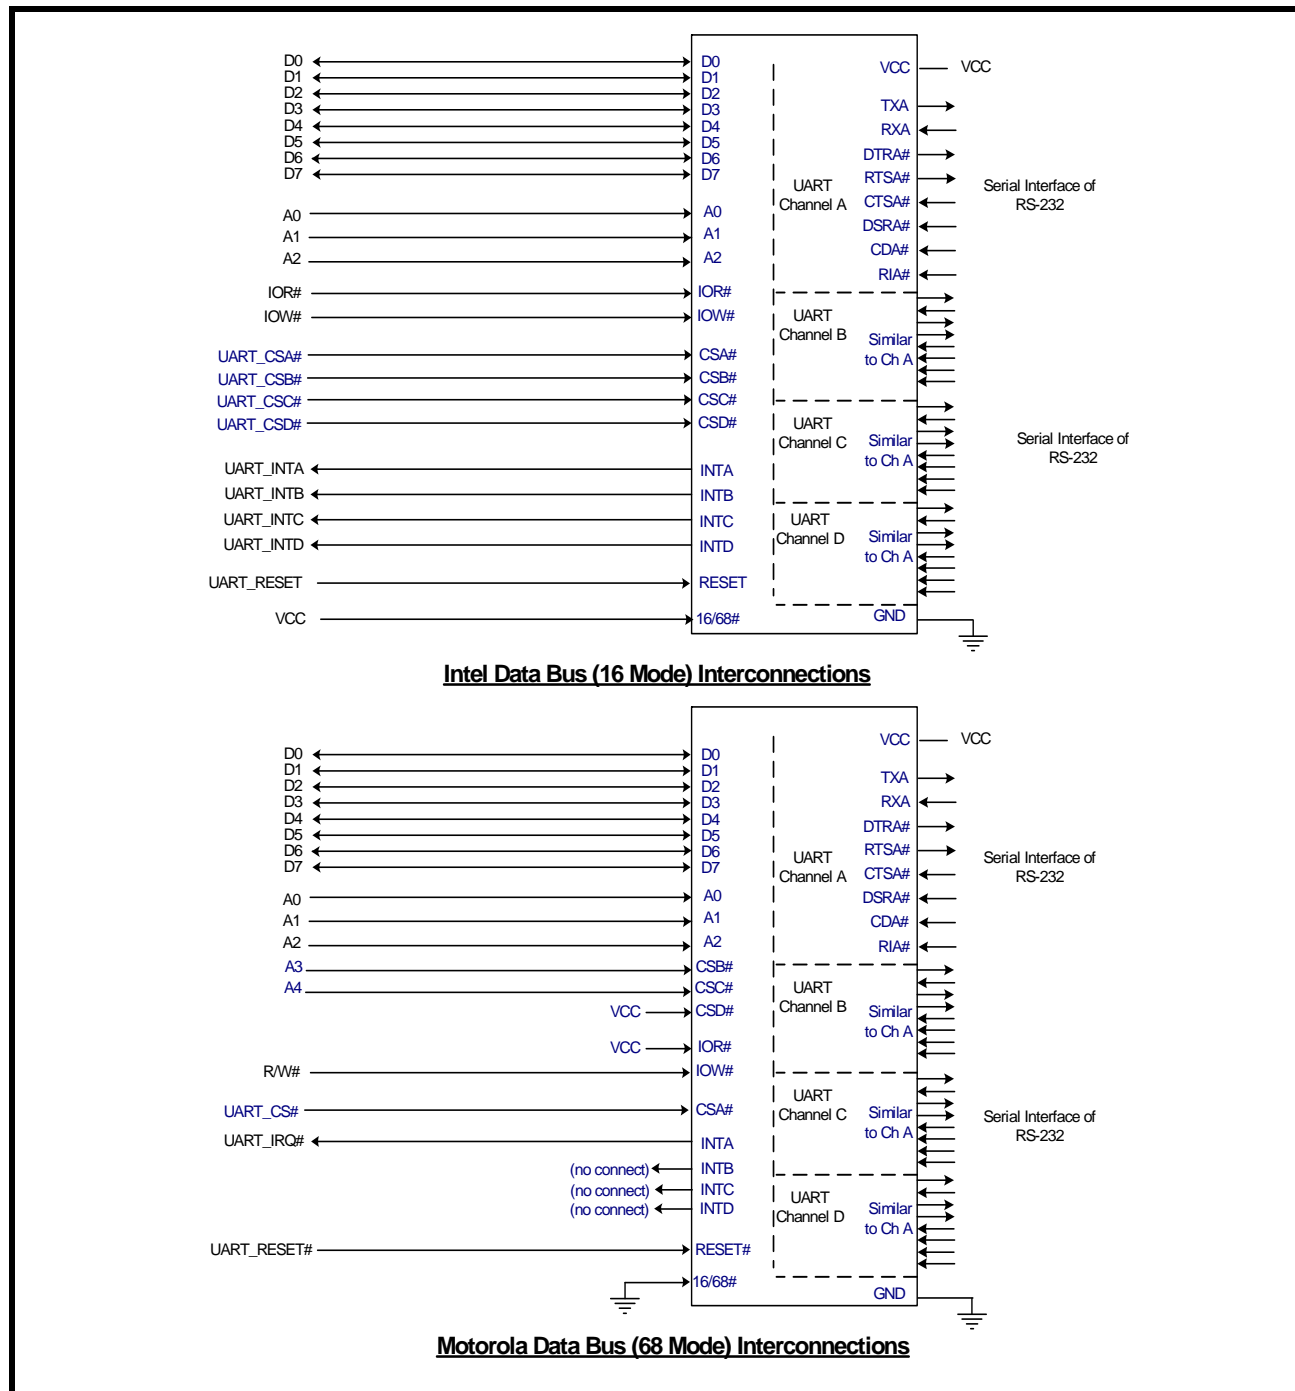 D0 D0 VCC VCC
D1 D1
D2 D2
D3 D3 TXA
D4 D4 RXA
D5 D5
D6 D6 DTRA#
D7 D7 RTSA#
UART
Channel A
CTSA#
DSRA#
CDA#
RIA#
Serial Interface of
RS-232
A0 A0
A1 A1
A2 A2
IOR# IOR#
IOW# IOW#
UART
Channel B
Similar
to Ch A
UART_CSA# CSA#
UART_CSB# CSB#
UART_CSC# CSC#
UART_CSD# CSD#
UART
Channel C
Similar
to Ch A
Serial Interface of
RS-232
UART_INTA INTA
UART_INTB INTB
UART_INTC INTC
UART_INTD INTD
UART
Channel D
Similar
to Ch A
UART_RESET RESET
VCC 16/68# GND
Intel Data Bus (16 Mode) Interconnections
D0 D0 VCC VCC
D1 D1
D2 D2 TXA
D3 D3 RXA
D4 D4 DTRA#
D5 D5
D6 D6 RTSA#
D7 D7
UART
Channel A
CTSA#
DSRA#
CDA#
RIA#
Serial Interface of
RS-232
A0 A0
A1 A1
A2 A2
A3 CSB#
A4 CSC#
VCC CSD#
UART
Channel B
Similar
to Ch A
VCC IOR#
R/W# IOW#
UART_CS# CSA#
UART
Channel C
Similar
to Ch A
Serial Interface of
RS-232
UART_IRQ# INTA
(no connect) INTB
(no connect) INTC
(no connect) INTD
UART
Channel D
Similar
to Ch A
UART_RESET# RESET#
16/68# GND
Motorola Data Bus (68 Mode) Interconnections